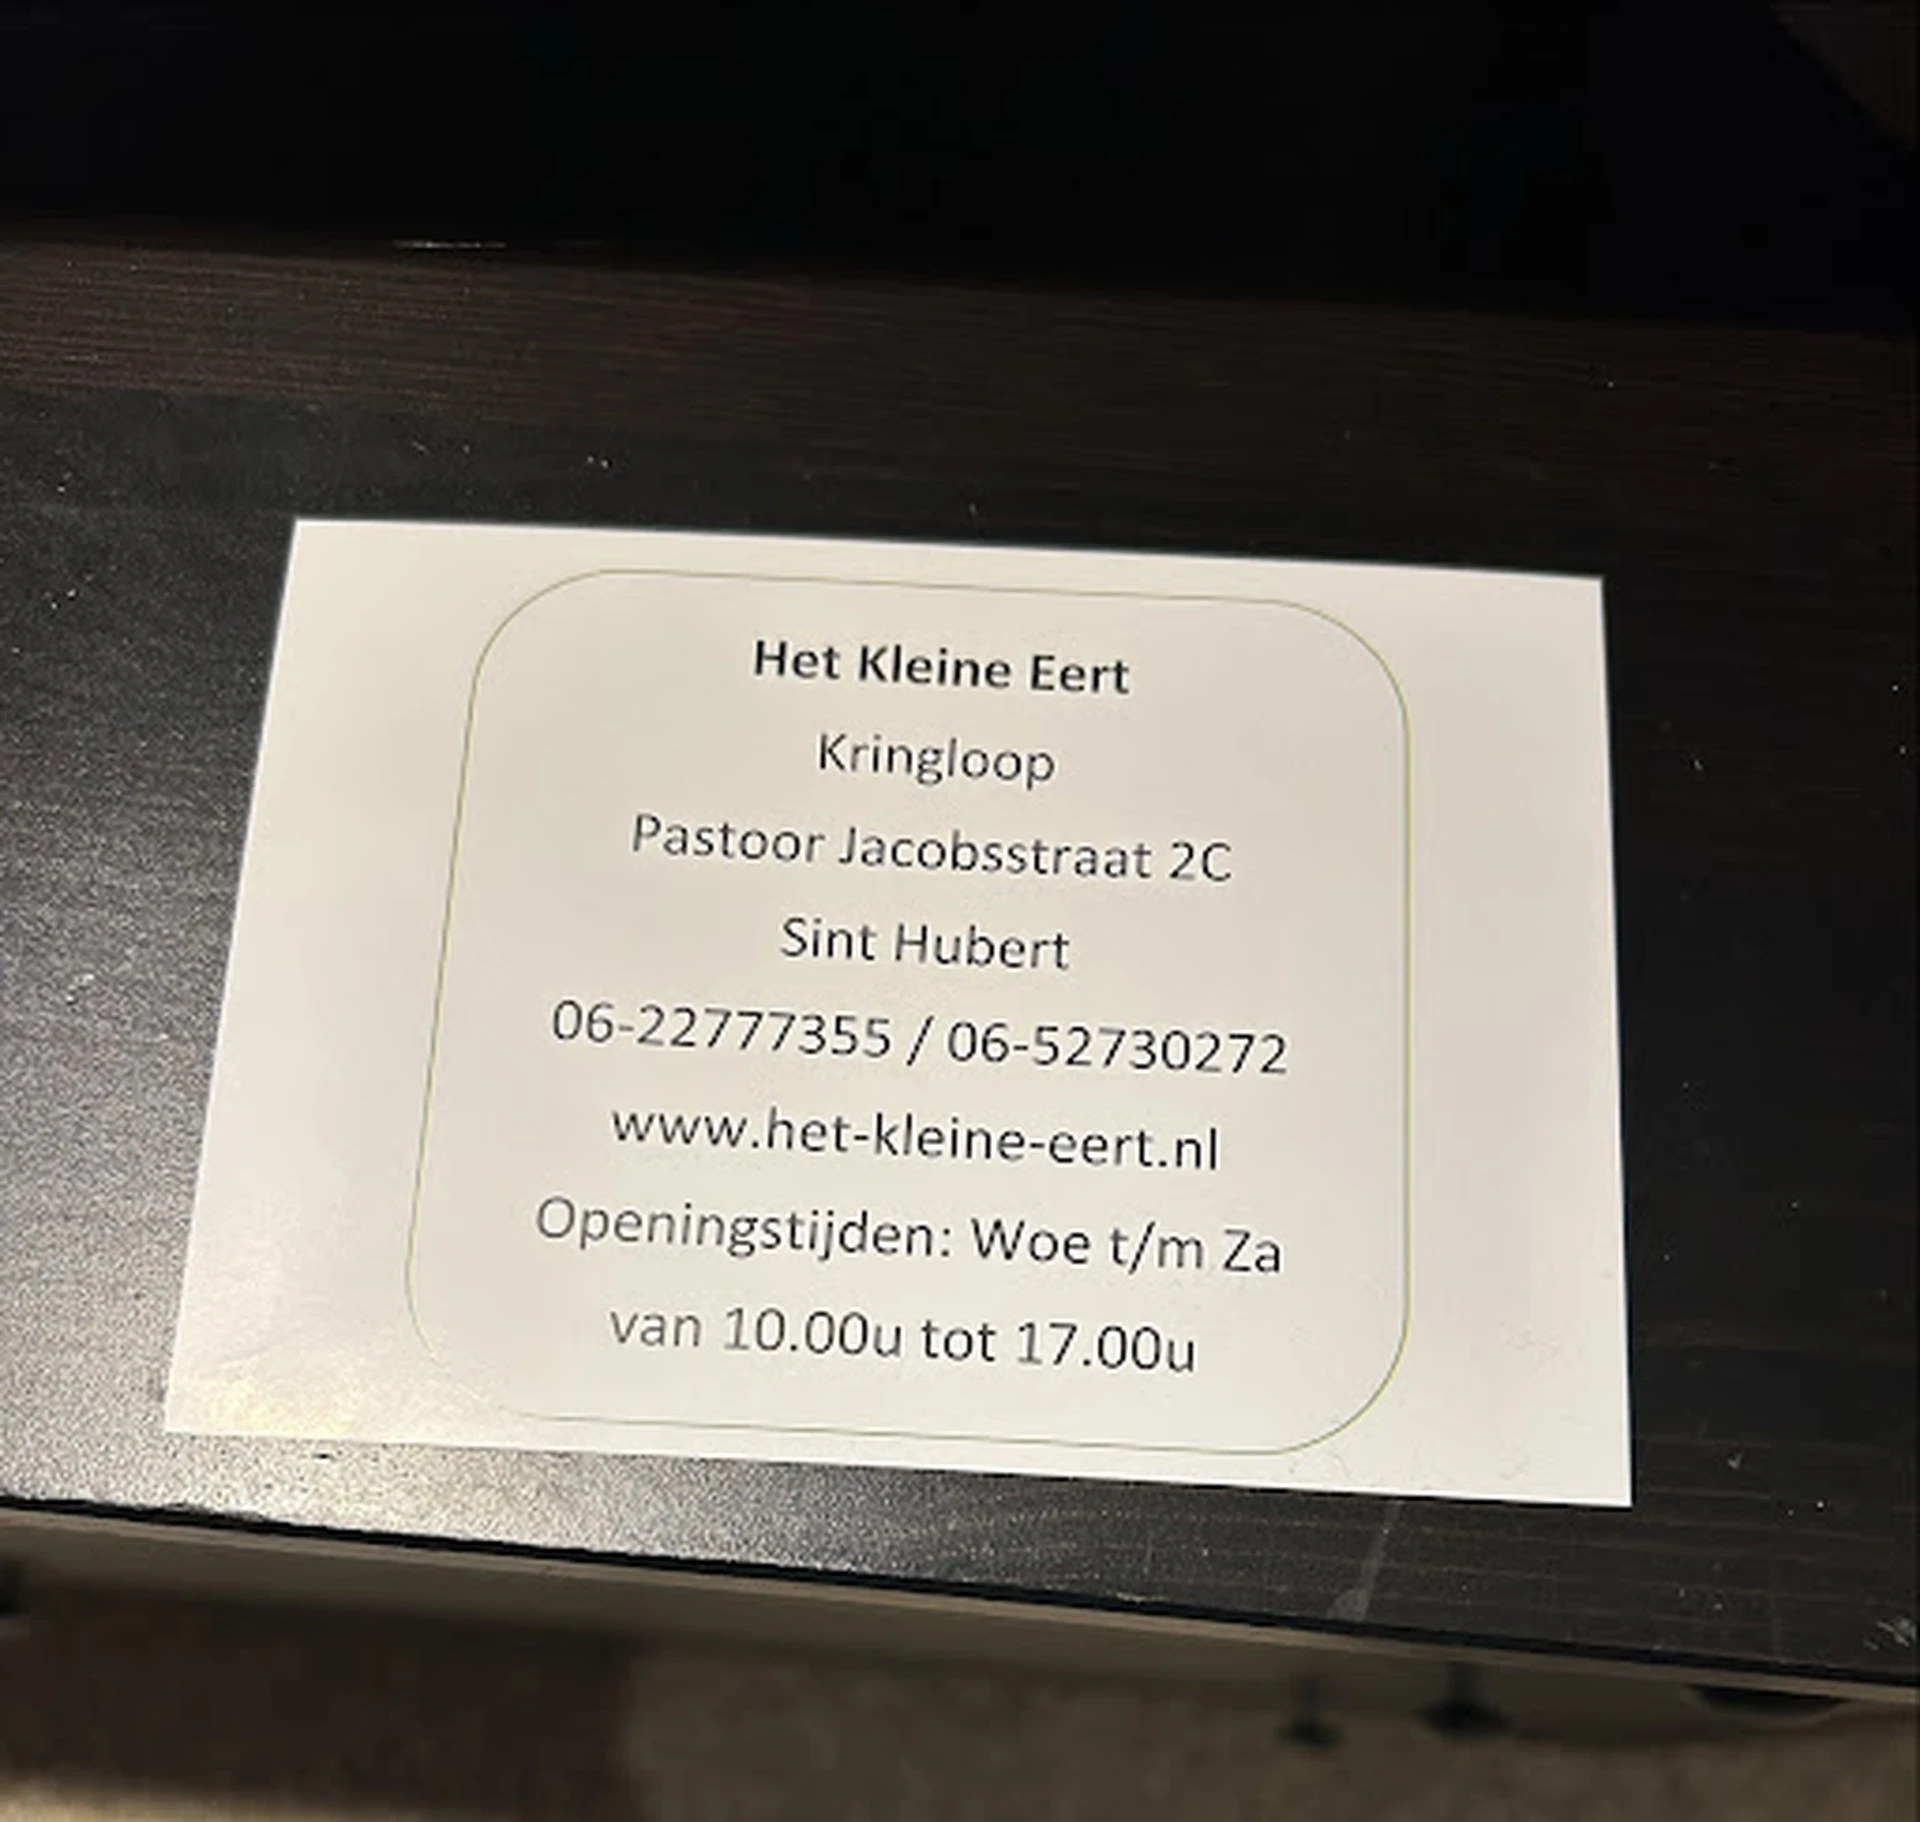 Het Kleine Eert
Kringloop
Pastoor Jacobsstraat 2C
Sint Hubert
06-22777355 / 06-52730272
www.het-kleine-eert.nl
Openingstijden: Woe t/m Za
van 10.00u tot 17.00u